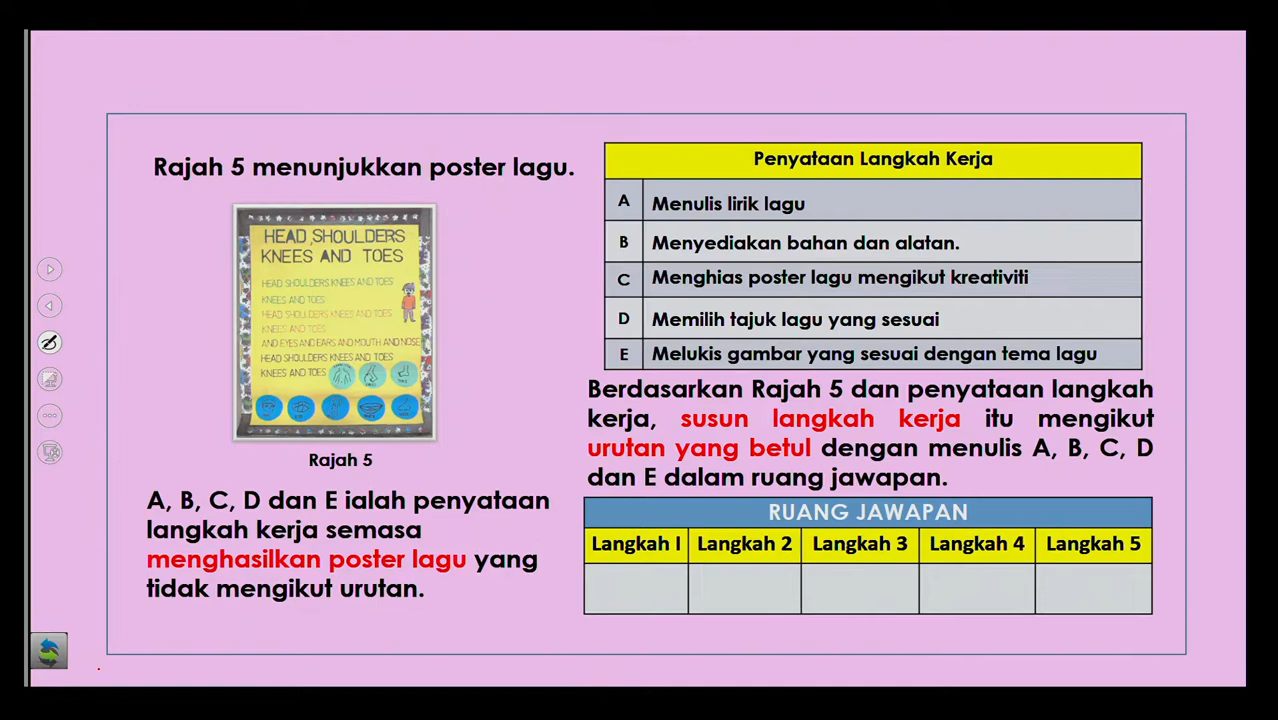 Rajah 5 menunjukkan poster lagu.
HEAD, SHOULDERS
KNEES AND TOES
HEAD SHOULDERS KNEES AND TOES
KNEES AND TOES
HEAD SHOULDERS KNEES AND TOES
KNEES AND TOES
AND EYES AND EARS AND MOUTH AND NOSE
HEAD SHOULDERS KNEES AND TOES
KNEES AND TOES
Rajah 5
A, B, C, D dan E ialah penyataan
langkah kerja semasa
menghasilkan poster lagu yang
tidak mengikut urutan.
Penyataan Langkah Kerja
A Menulis lirik lagu
B Menyediakan bahan dan alatan.
C Menghias poster lagu mengikut kreativiti
D Memilih tajuk lagu yang sesuai
E Melukis gambar yang sesuai dengan tema lagu
Berdasarkan Rajah 5 dan penyataan langkah
kerja, susun langkah kerja itu mengikut
urutan yang betul dengan menulis A, B, C, D
dan E dalam ruang jawapan.
RUANG JAWAPAN
Langkah I Langkah 2 Langkah 3 Langkah 4 Langkah 5